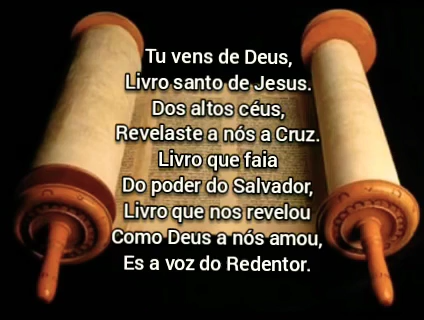 Tu vens de Deus,
Livro santo de Jesus.
Dos altos céus,
Revelaste a nós a Cruz.
Livro que faia
Do poder do Salvador,
Livro que nos revelou
Como Deus a nós amou,
Es a voz do Redentor.